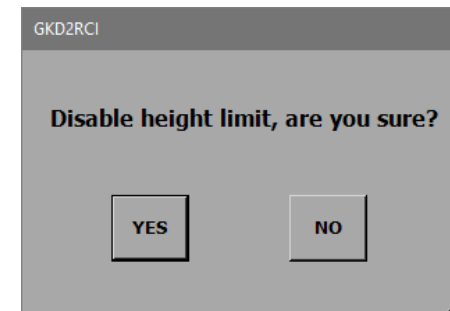 GKD2RCI
Disable height limit, are you sure?
YES NO